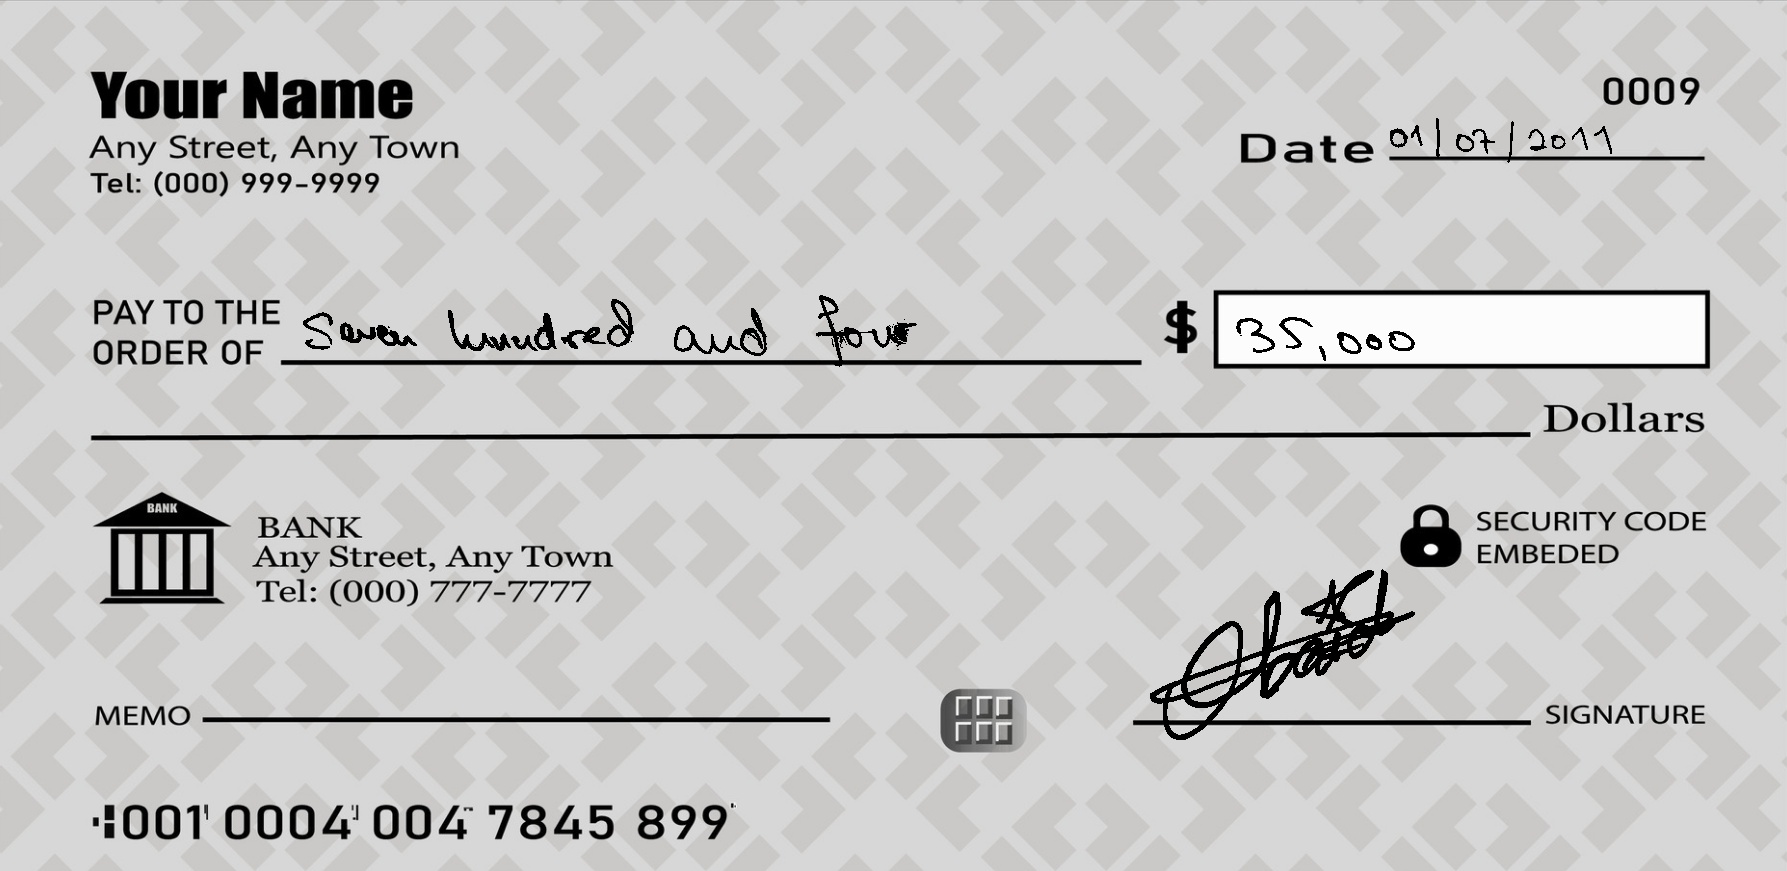 Your Name
0009
Any Street, Any Town
Date 01/07/2011
Tel: (000) 999-9999
PAY TO THE
ORDER OF Seven hundred and four $ 35,000
Dollars
BANK
BANK
Any Street, Any Town
Tel: (000) 777-7777
SECURITY CODE
EMBEDED
MEMO
SIGNATURE
001 0004 004 7845 899